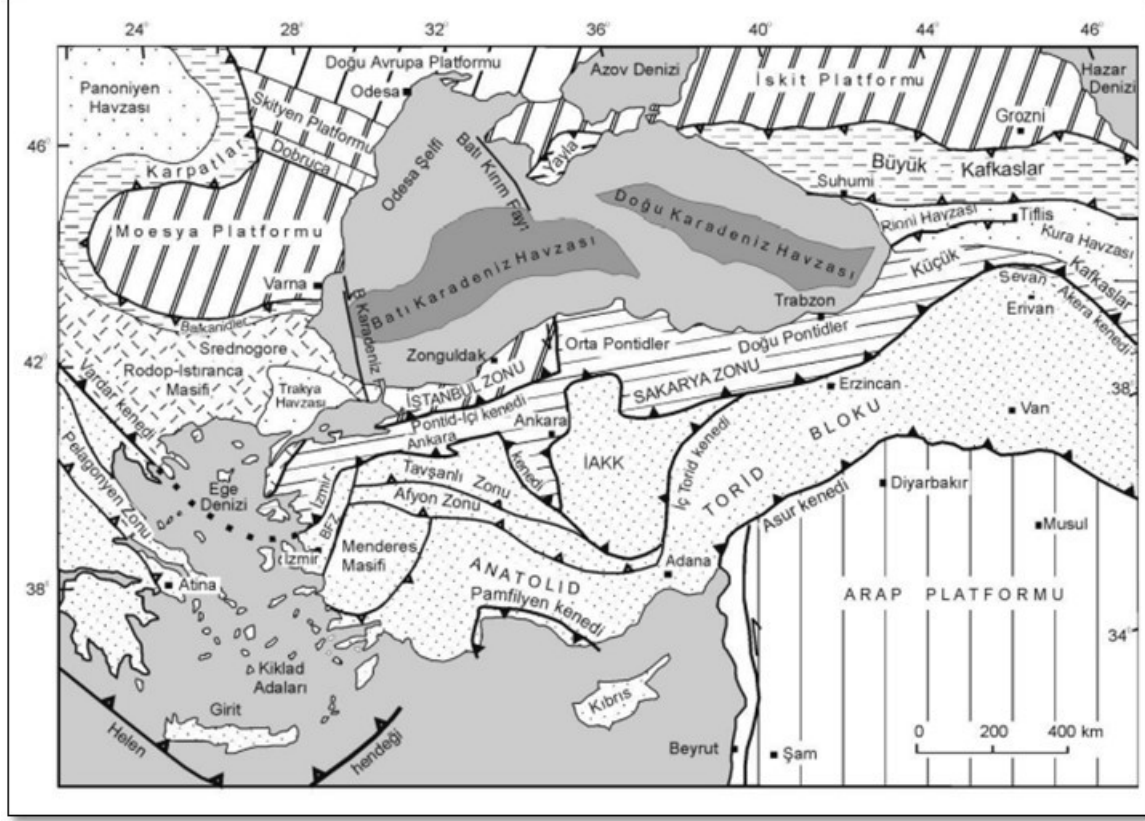 24°
28°
32°
36°
40°
44°
Panoniyen
Havzası
Doğu Avrupa Platformu
Odesa
Azov Denizi
İskit Platformu
Hazar
Denizi
Grozni
46°
Skityen Platformu
Dobruca
Karpatlar
Odesa Şelfi
Batı Kırım Fayı
Yayla
Büyük Kafkaslar
Suhumi
Rioni Havzası
Tiflis
Kura Havzası
Moesya Platformu
Doğu Karadeniz Havzası
Batı Karadeniz Havzası
Küçük Kafkaslar
Sevan - Akera kenedi
Erivan
Varna
Balkanidler
B Karadeniz F
Trabzon
Srednogore
Zonguldak
Orta Pontidler
Doğu Pontidler
42°
Rodop-Istıranca
Masifi
Trakya
Havzası
İSTANBUL ZONU
SAKARYA ZONU
Erzincan
38°
Vardar kenedi
Pontid-İçi kenedi
Ankara
Ankara
kenedi
İAKK
Van
Pelagonyen Zonu
Ege
Denizi
İzmir
Tavşanlı Zonu
Afyon Zonu
İç Torid kenedi
TORID BLOKU
Asur kenedi
Diyarbakır
Musul
BFZ
İzmir
Menderes
Masifi
ANATOLID
Adana
38°
Atina
Pamfilyen kenedi
ARAP PLATFORMU
34°
Kiklad
Adaları
Kıbrıs
Girit
Helen hendeği
Beyrut
Şam
0 200 400 km